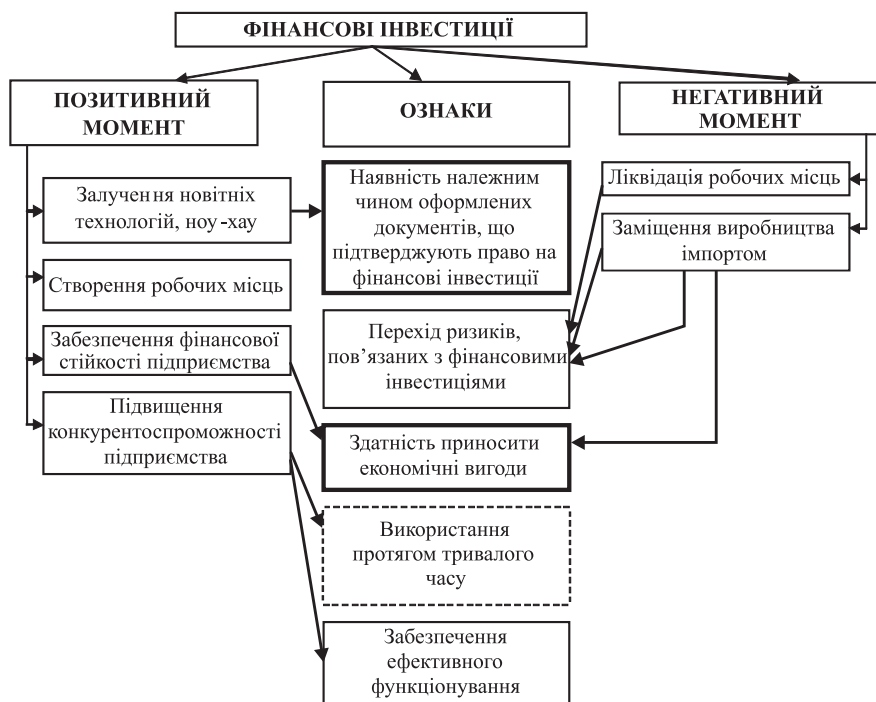 ФІНАНСОВІ ІНВЕСТИЦІЇ
ПОЗИТИВНИЙ
МОМЕНТ
ОЗНАКИ
НЕГАТИВНИЙ
МОМЕНТ
Залучення новітніх
технологій, ноу-хау
Створення робочих місць
Забезпечення фінансової
стійкості підприємства
Підвищення
конкурентоспроможності
підприємства
Наявність належним
чином оформлених
документів, що
підтверджують право на
фінансові інвестиції
Перехід ризиків,
пов’язаних з фінансовими
інвестиціями
Здатність приносити
економічні вигоди
Використання
протягом тривалого
часу
Забезпечення
ефективного
функціонування
Ліквідація робочих місць
Заміщення виробництва
імпортом